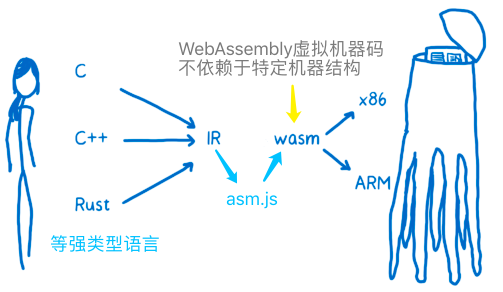 WebAssembly虚拟机器码
不依赖于特定机器结构
C
x86
C++
IR
wasm
ARM
asm.js
Rust
等强类型语言